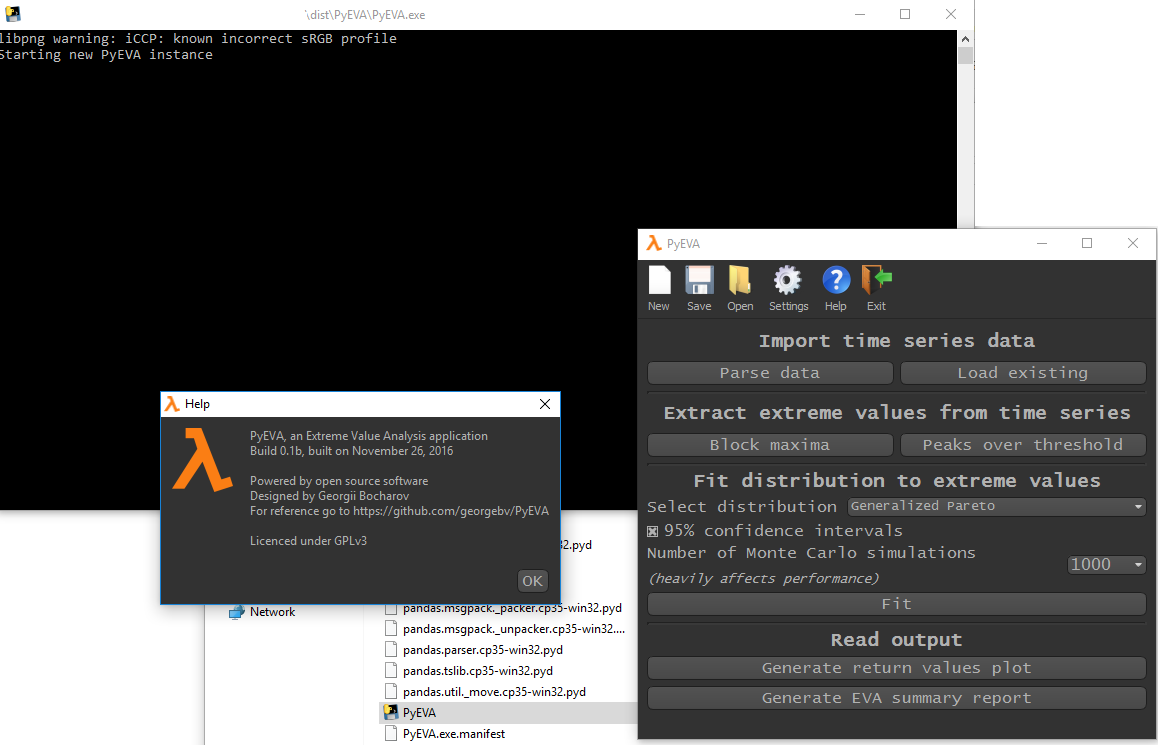 '\dist\PyEVA\PyEVA.exe
libpng warning: iCCP: known incorrect sRGB profile
Starting new PyEVA instance
Help
PyEVA, an Extreme Value Analysis application
Build 0.1b, built on November 26, 2016
Powered by open source software
Designed by Georgii Bocharov
For reference go to https://github.com/georgebv/PyEVA
Licenced under GPLv3
OK
PyEVA
New Save Open Settings Help Exit
Import time series data
Parse data Load existing
Extract extreme values from time series
Block maxima Peaks over threshold
Fit distribution to extreme values
Select distribution Generalized Pareto
95% confidence intervals
Number of Monte Carlo simulations
1000
(heavily affects performance)
Fit
Read output
Generate return values plot
Generate EVA summary report
Network
32.pyd
pandas.msgpack._packer.cp35-win32.pyd
pandas.msgpack._unpacker.cp35-win32....
pandas.parser.cp35-win32.pyd
pandas.tslib.cp35-win32.pyd
pandas.util._move.cp35-win32.pyd
PyEVA
PyEVA.exe.manifest